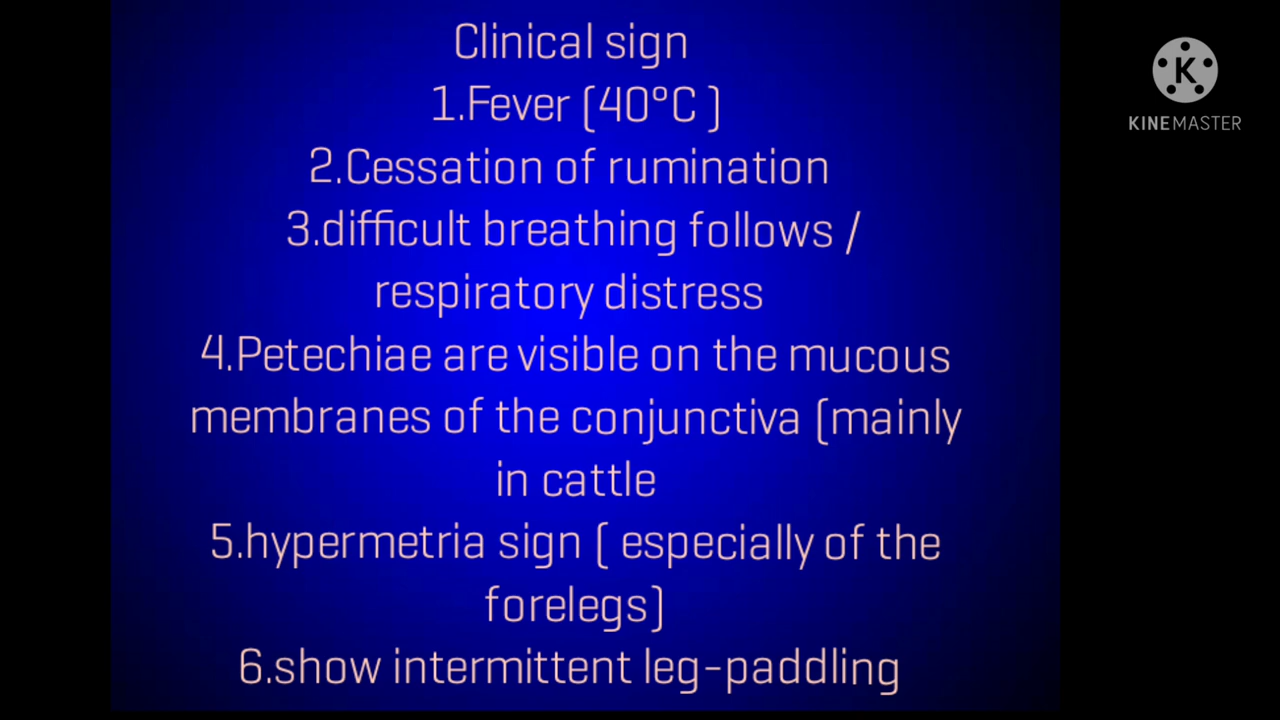 Clinical sign
1.Fever (40°C )
2.Cessation of rumination
3.difficult breathing follows /
respiratory distress
4.Petechiae are visible on the mucous
membranes of the conjunctiva (mainly
in cattle
5.hypermetria sign ( especially of the
forelegs)
6.show intermittent leg-paddling
K
KINEMASTER